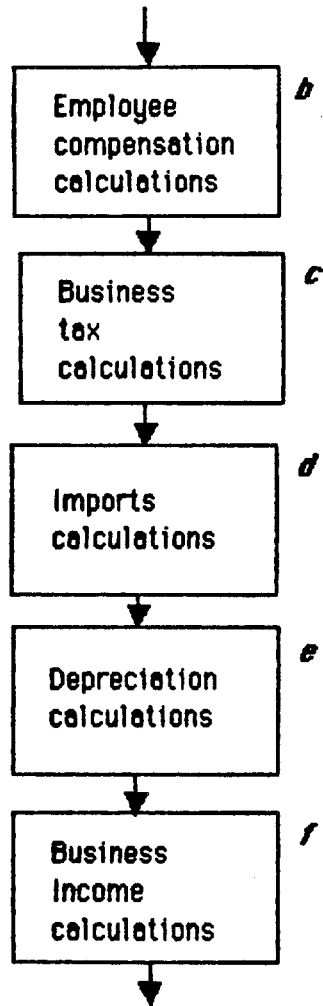 b
Employee
compensation
calculations
c
Business
tax
calculations
d
Imports
calculations
e
Depreciation
calculations
f
Business
Income
calculations